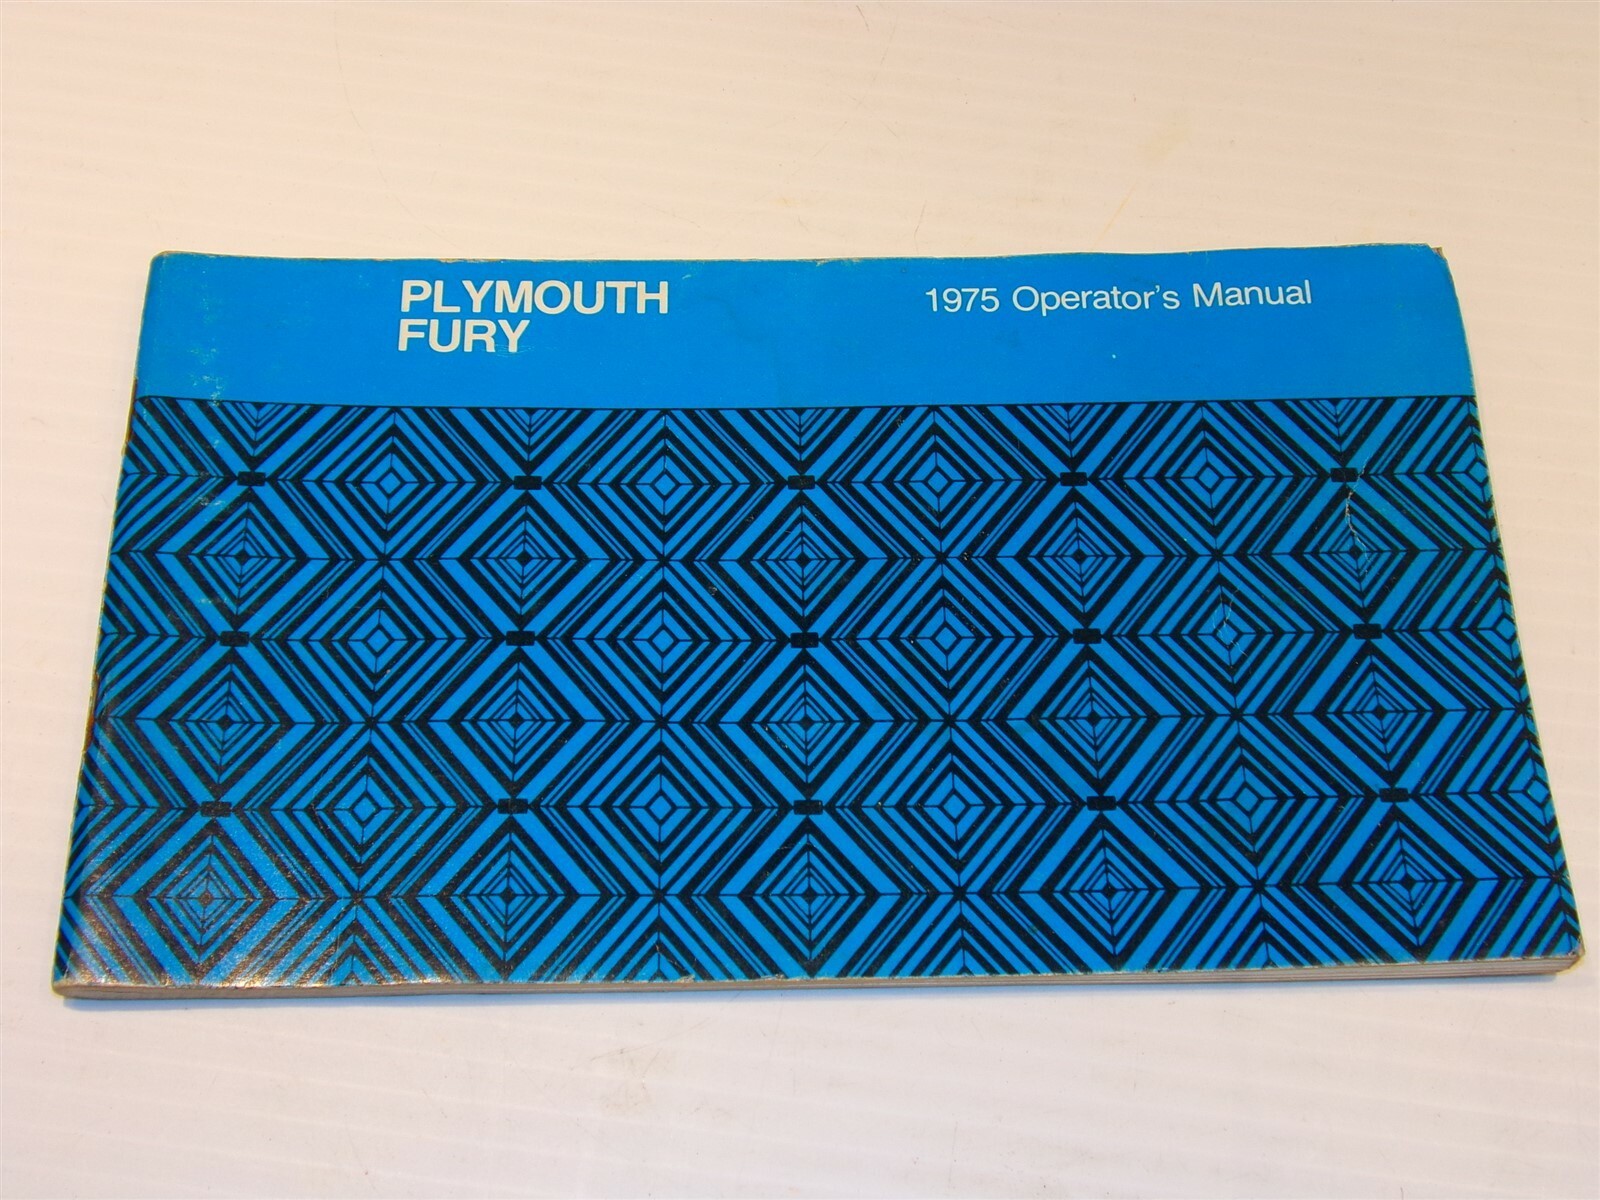 PLYMOUTH
FURY
1975 Operator's Manual